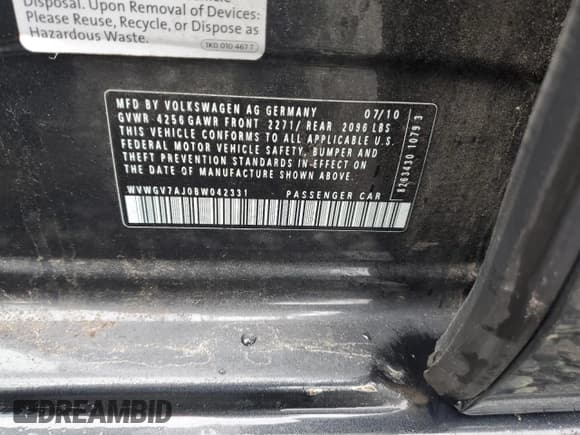 Disposal. Upon Removal of Devices:
Please Reuse, Recycle, or Dispose as
Hazardous Waste.
1K0 010 467 T
MFD BY VOLKSWAGEN AG GERMANY 07/10
GVWR 4256 GAWR FRONT 2271/ REAR 2096 LBS
THIS VEHICLE CONFORMS TO ALL APPLICABLE U.S.
FEDERAL MOTOR VEHICLE SAFETY, BUMPER AND
THEFT PREVENTION STANDARDS IN-EFFECT ON
THE DATE OF MANUFACTURE SHOWN ABOVE.
WVWGV7AJ0BW042331 PASSENGER CAR
8263430 1079 3
DREAMBID